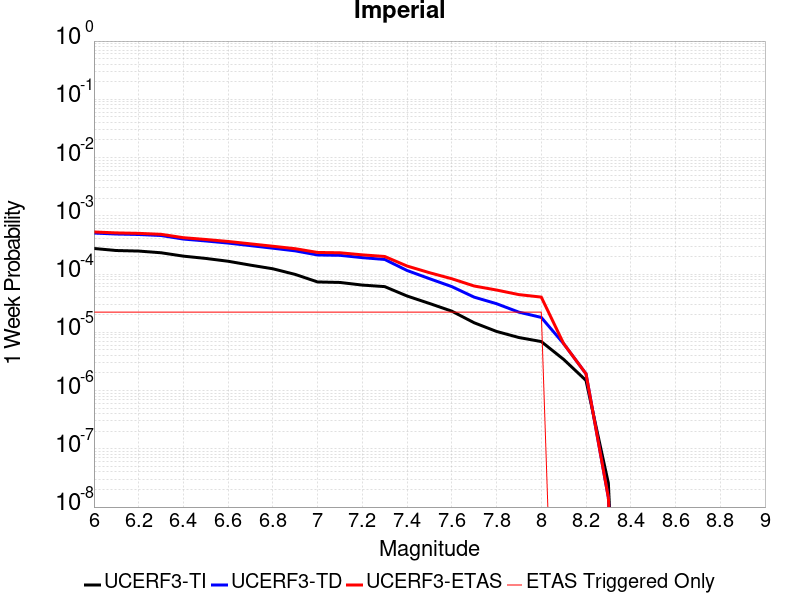 Imperial
10 0
10 -1
10 -2
10 -3
10 -4
10 -5
10 -6
10 -7
10 -8
1 Week Probability
6 6.2 6.4 6.6 6.8 7 7.2 7.4 7.6 7.8 8 8.2 8.4 8.6 8.8 9
Magnitude
UCERF3-TI UCERF3-TD UCERF3-ETAS ETAS Triggered Only